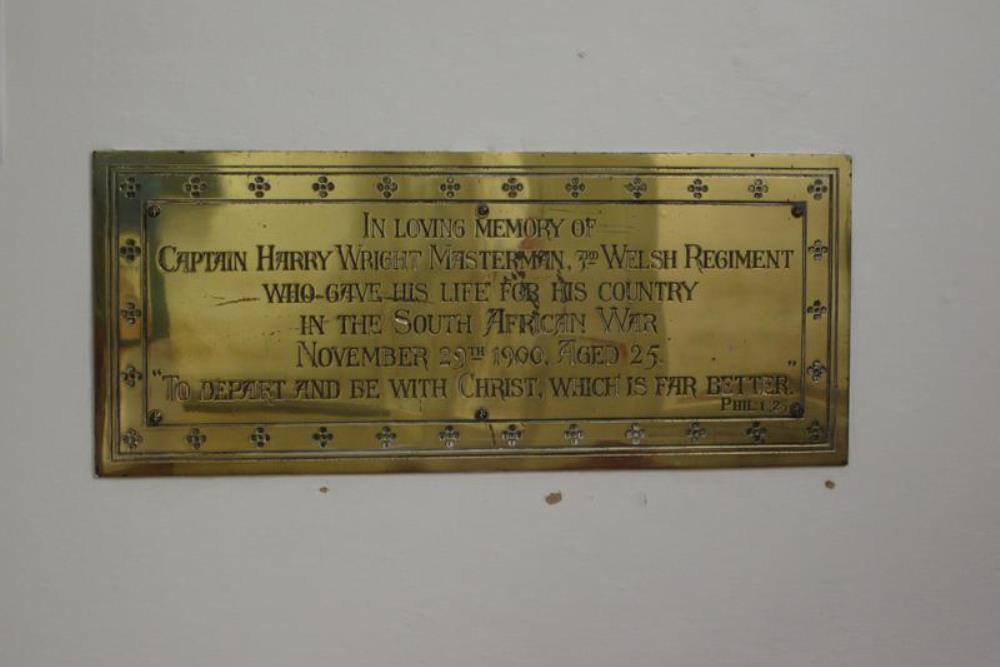 IN LOVING MEMORY OF
CAPTAIN HARRY WRIGHT MASTERMAN, 3RD WELSH REGIMENT
WHO GAVE HIS LIFE FOR HIS COUNTRY
IN THE SOUTH AFRICAN WAR
NOVEMBER 29TH 1900. AGED 25.
"TO DEPART AND BE WITH CHRIST, WHICH IS FAR BETTER."
PHIL. 1, 23